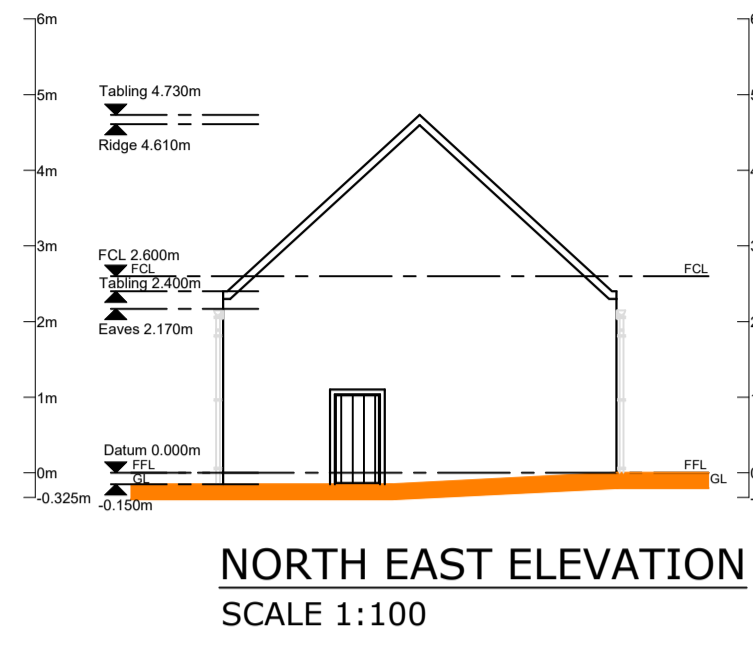 6m
Tabling 4.730m
5m
Ridge 4.610m
4m
3m
FCL 2.600m
FCL
FCL
Tabling 2.400m
2m
Eaves 2.170m
1m
Datum 0.000m
0m
FFL
FFL
GL
GL
-0.325m
-0.150m
NORTH EAST ELEVATION
SCALE 1:100